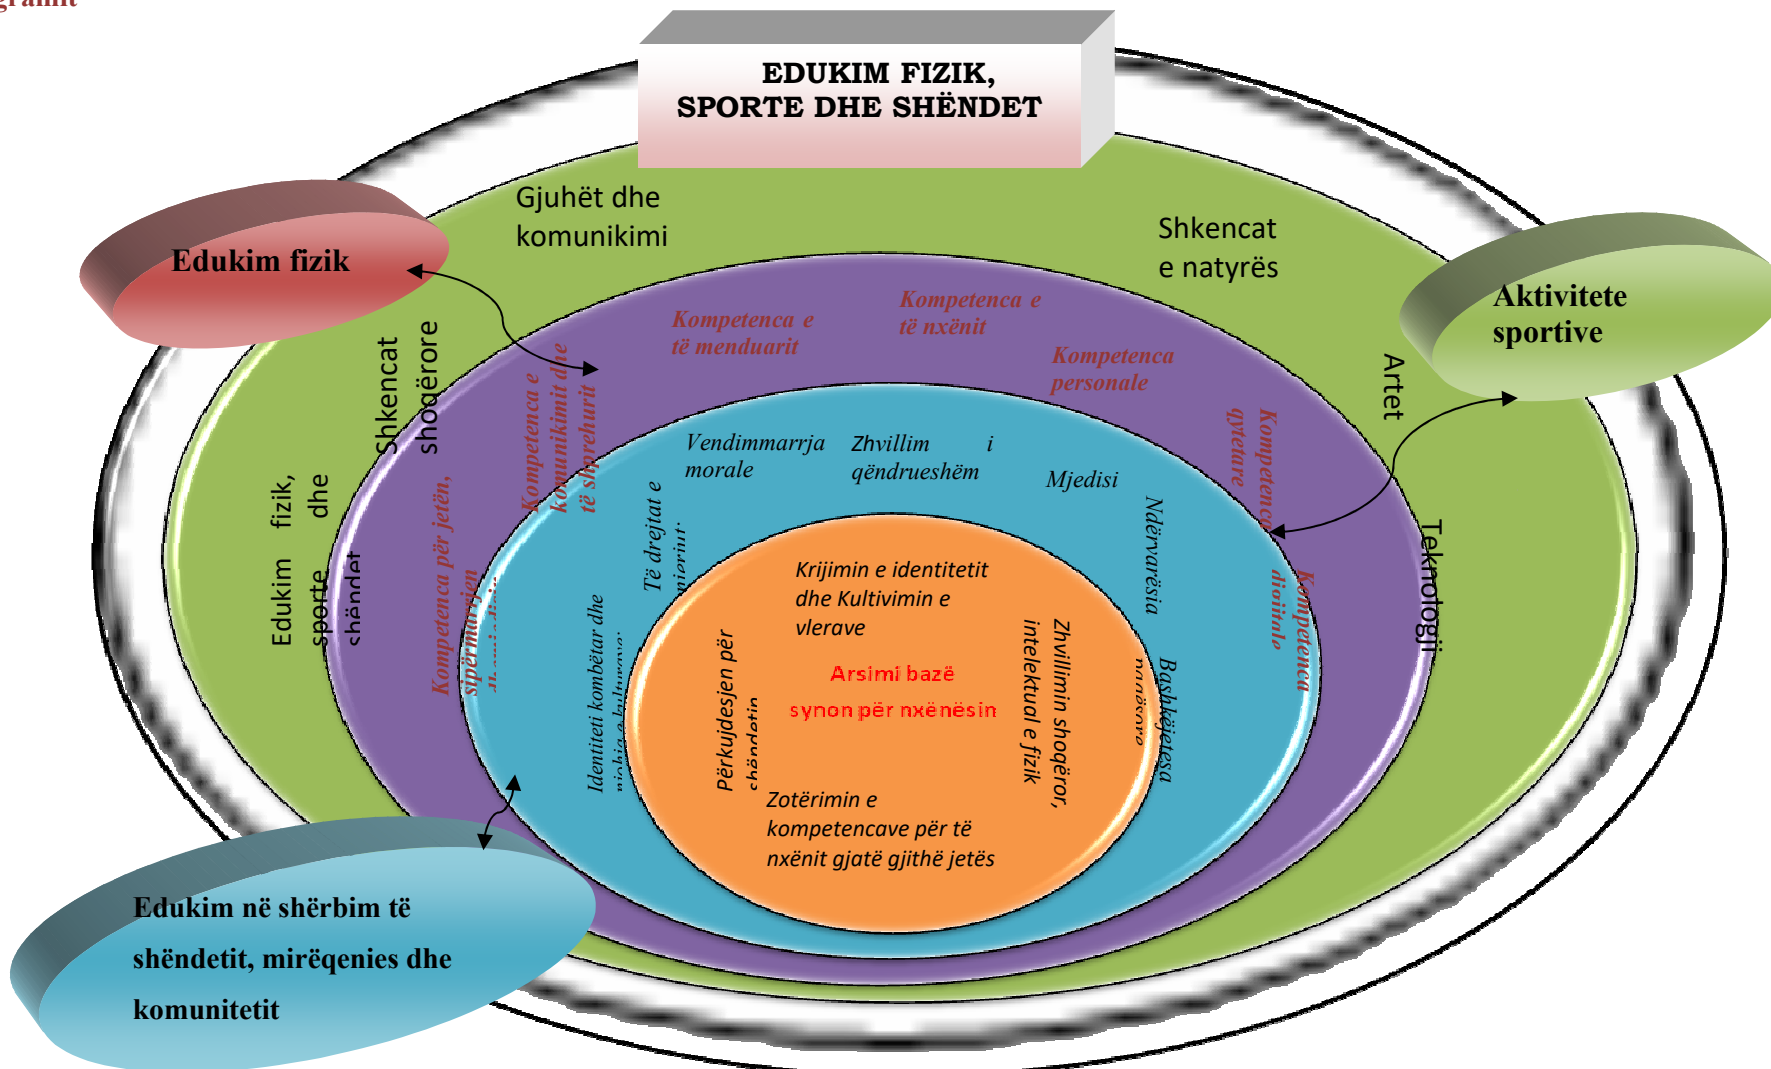 EDUKIM FIZIK,
SPORTE DHE SHËNDET
Gjuhët dhe
komunikimi
Shkencat
e natyrës
Edukim fizik
Aktivitete
sportive
Shkencat
shoqërore
Artet
Edukim fizik,
sporte dhe
shëndet
Teknologji
Kompetenca e
të menduarit
Kompetenca e
të nxënit
Kompetenca
personale
Kompetenca e
komunikimit dhe
të shprehurit
Kompetenca
qytetare
Kompetenca për jetën,
sipërmarrjen
Kompetenca
digjitale
Vendimmarrja
morale
Zhvillim i
qëndrueshëm
Mjedisi
Të drejtat e
Ndërvarësia
Identiteti kombëtar dhe
Bashkëjetesa
paqësore
Krijimin e identitetit
dhe Kultivimin e
vlerave
Përkujdesjen për
shëndetin
Arsimi bazë
synon për nxënësin
Zhvillimin shoqëror,
intelektual e fizik
Zotërimin e
kompetencave për të
nxënit gjatë gjithë jetës
Edukim në shërbim të
shëndetit, mirëqenies dhe
komunitetit